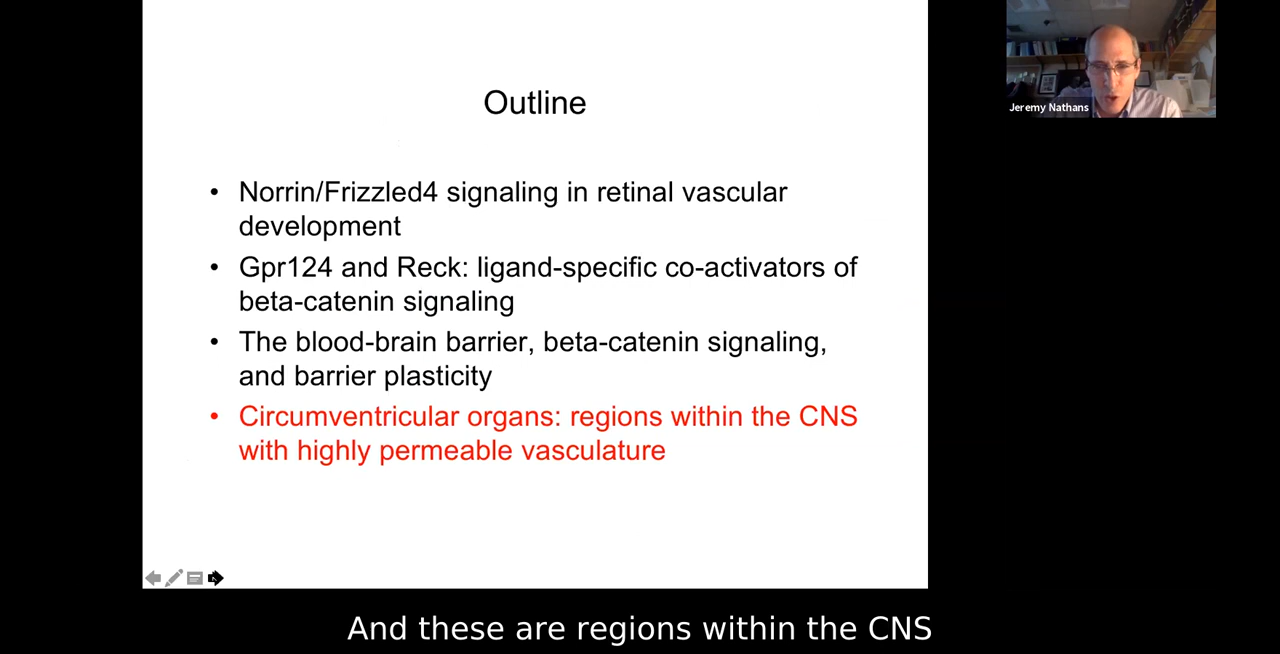 Outline
• Norrin/Frizzled4 signaling in retinal vascular
development
• Gpr124 and Reck: ligand-specific co-activators of
beta-catenin signaling
• The blood-brain barrier, beta-catenin signaling,
and barrier plasticity
• Circumventricular organs: regions within the CNS
with highly permeable vasculature
Jeremy Nathans
And these are regions within the CNS